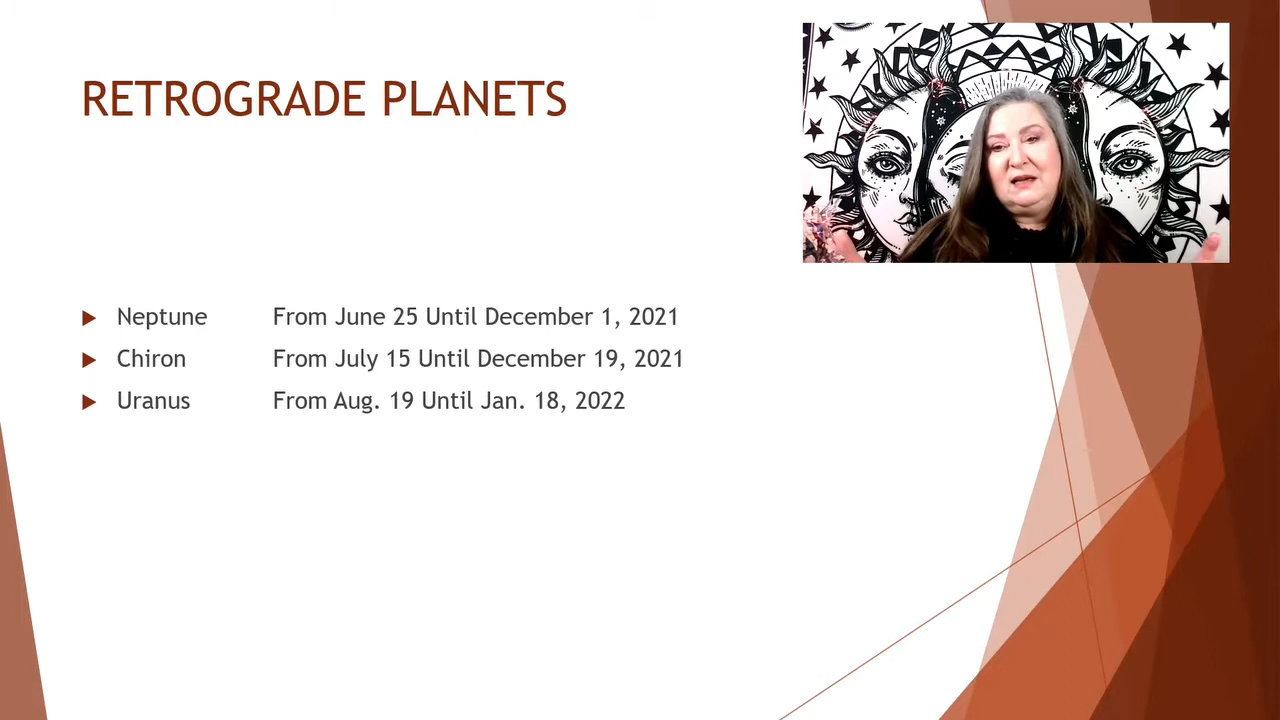 RETROGRADE PLANETS
Neptune From June 25 Until December 1, 2021
Chiron From July 15 Until December 19, 2021
Uranus From Aug. 19 Until Jan. 18, 2022